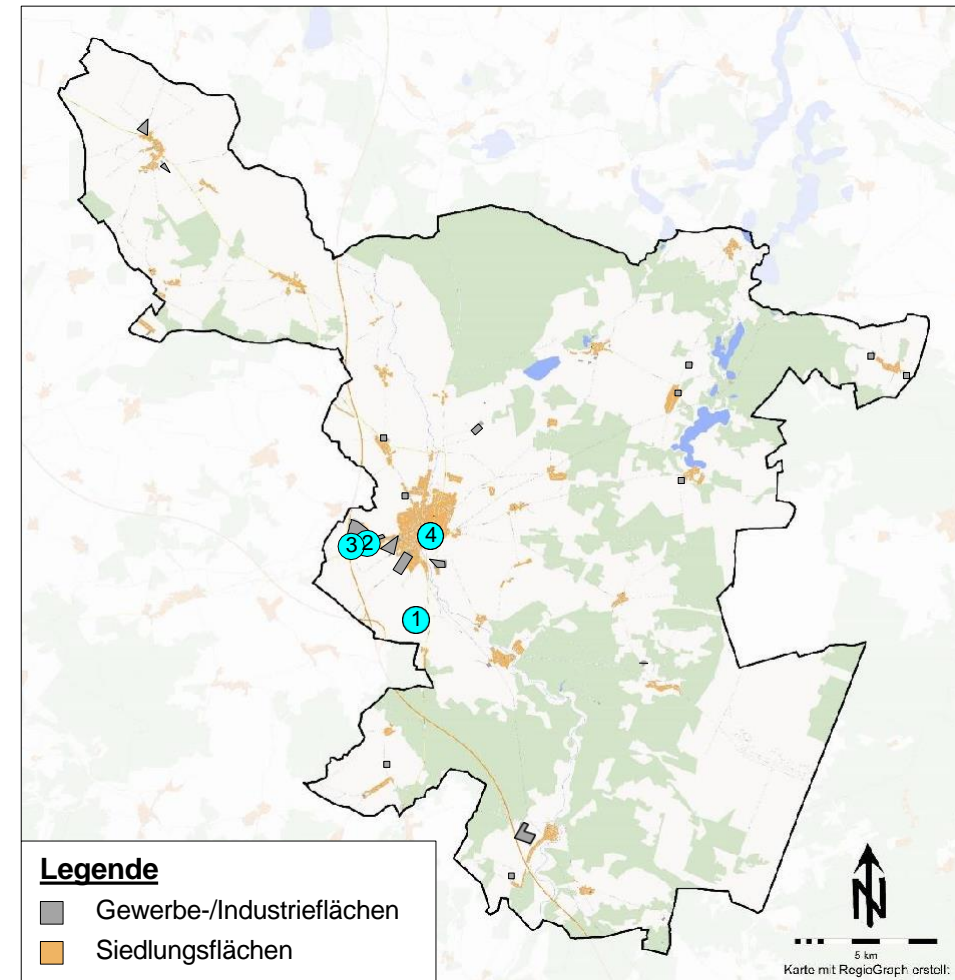 3
2
4
1
Legende
Gewerbe-/Industrieflächen
Siedlungsflächen
N
5 km
Karte mit RegioGraph erstellt: